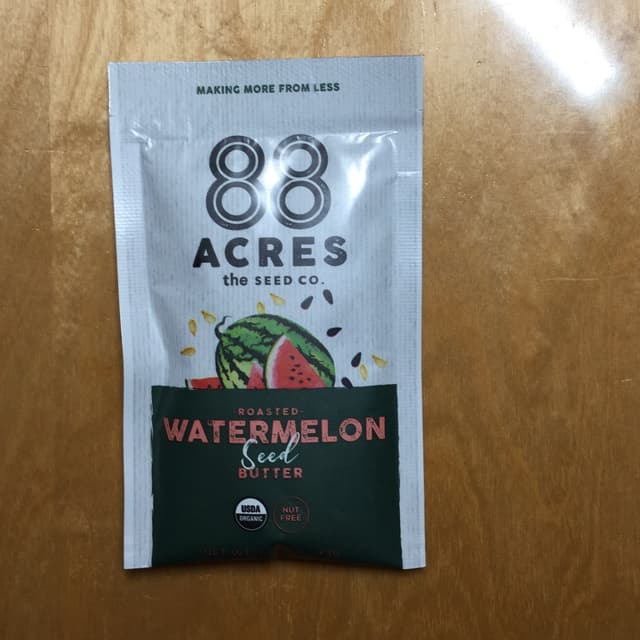 MAKING MORE FROM LESS
88
ACRES
the SEED CO.
ROASTED
WATERMELON
Seed
BUTTER
USDA
ORGANIC
NUT
FREE